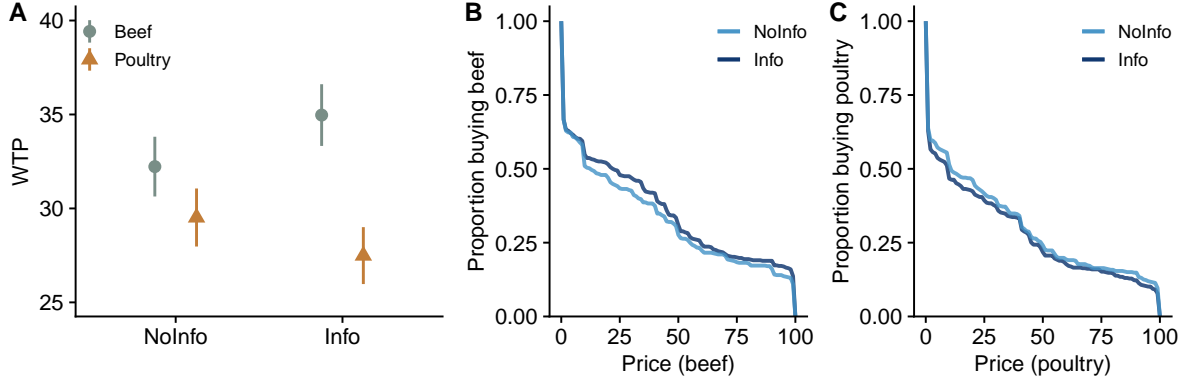 A
WTP
40
35
30
25
Beef
Poultry
NoInfo
Info
B
Proportion buying beef
1.00
0.75
0.50
0.25
0.00
NoInfo
Info
0
25
50
75
100
Price (beef)
C
Proportion buying poultry
1.00
0.75
0.50
0.25
0.00
NoInfo
Info
0
25
50
75
100
Price (poultry)